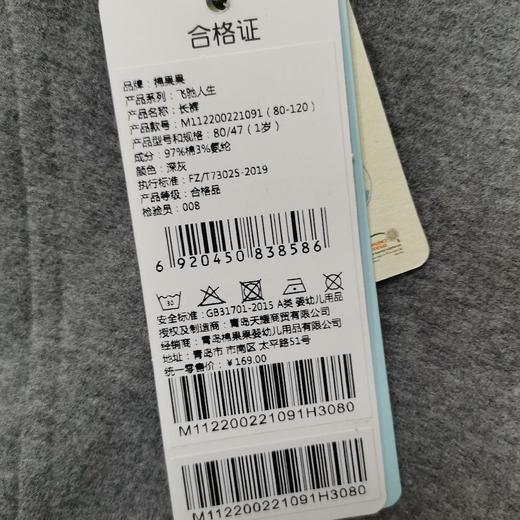 合格证
品牌：棉果果
产品系列：飞驰人生
产品名称：长裤
产品款号：M112200221091（80-120）
产品型号和规格：80/47（1岁）
成分：97%棉3%氨纶
颜色：深灰
执行标准：FZ/T73025-2019
产品等级：合格品
检验员：008
6 920450 838586
30
安全标准：GB31701-2015 A类 婴幼儿用品
授权及制造商：青岛天耀商贸有限公司
经销商：青岛棉果果婴幼儿用品有限公司
地址：青岛市 市南区 太平路51号
统一零售价：¥169.00
M112200221091H3080
M112200221091H3080